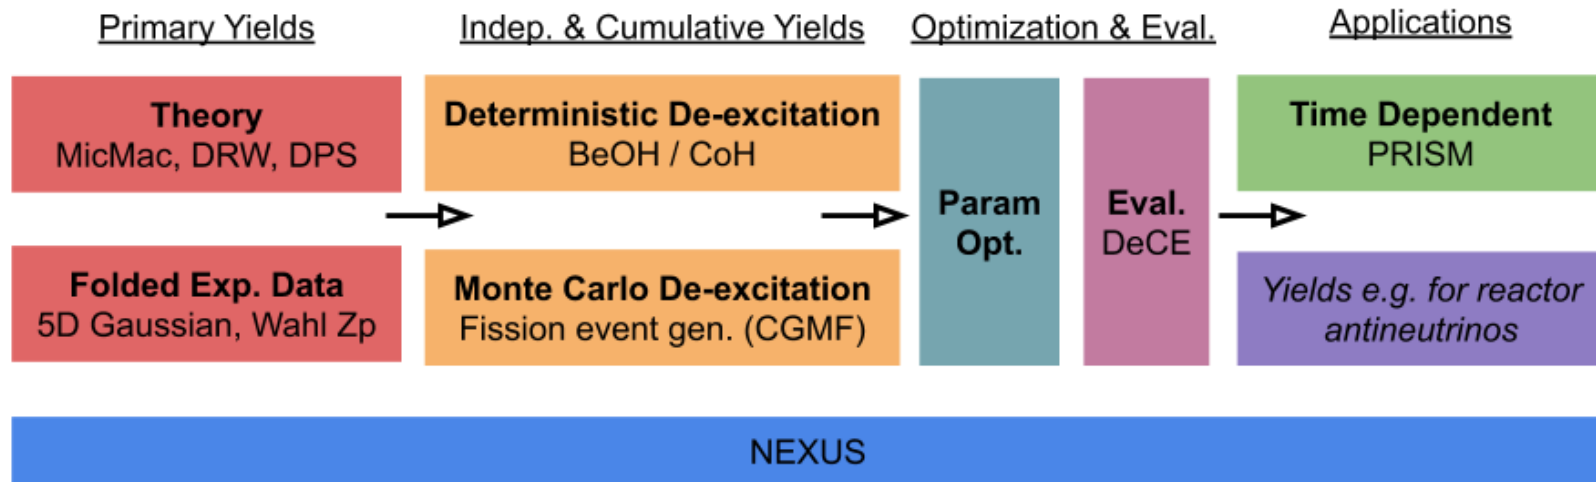 Primary Yields
Indep. & Cumulative Yields
Optimization & Eval.
Applications
Theory
MicMac, DRW, DPS
Folded Exp. Data
5D Gaussian, Wahl Zp
Deterministic De-excitation
BeOH / CoH
Monte Carlo De-excitation
Fission event gen. (CGMF)
Param
Opt.
Eval.
DeCE
Time Dependent
PRISM
Yields e.g. for reactor
antineutrinos
NEXUS